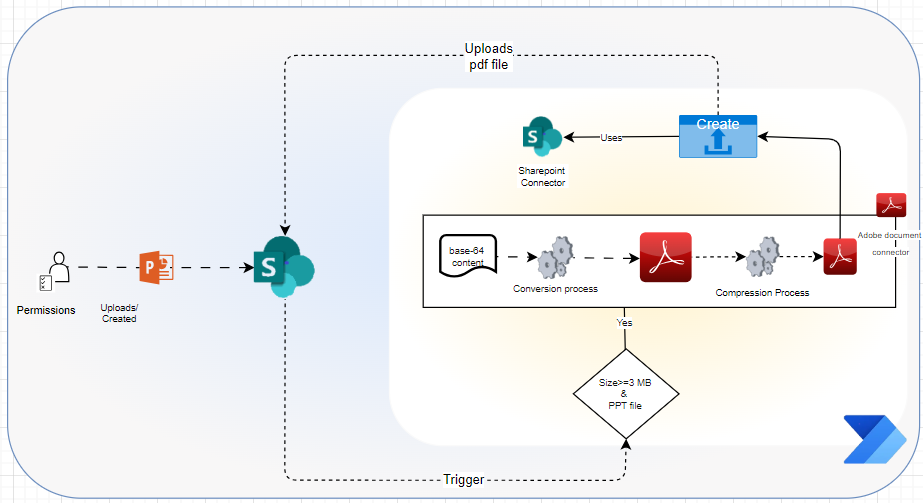 Uploads
pdf file
Create
Uses
S
Sharepoint
Connector
Adobe document
connector
base-64
content
Conversion process
Compression Process
P
S
Permissions
Uploads/
Created
Yes
Size>=3 MB
&
PPT file
Trigger